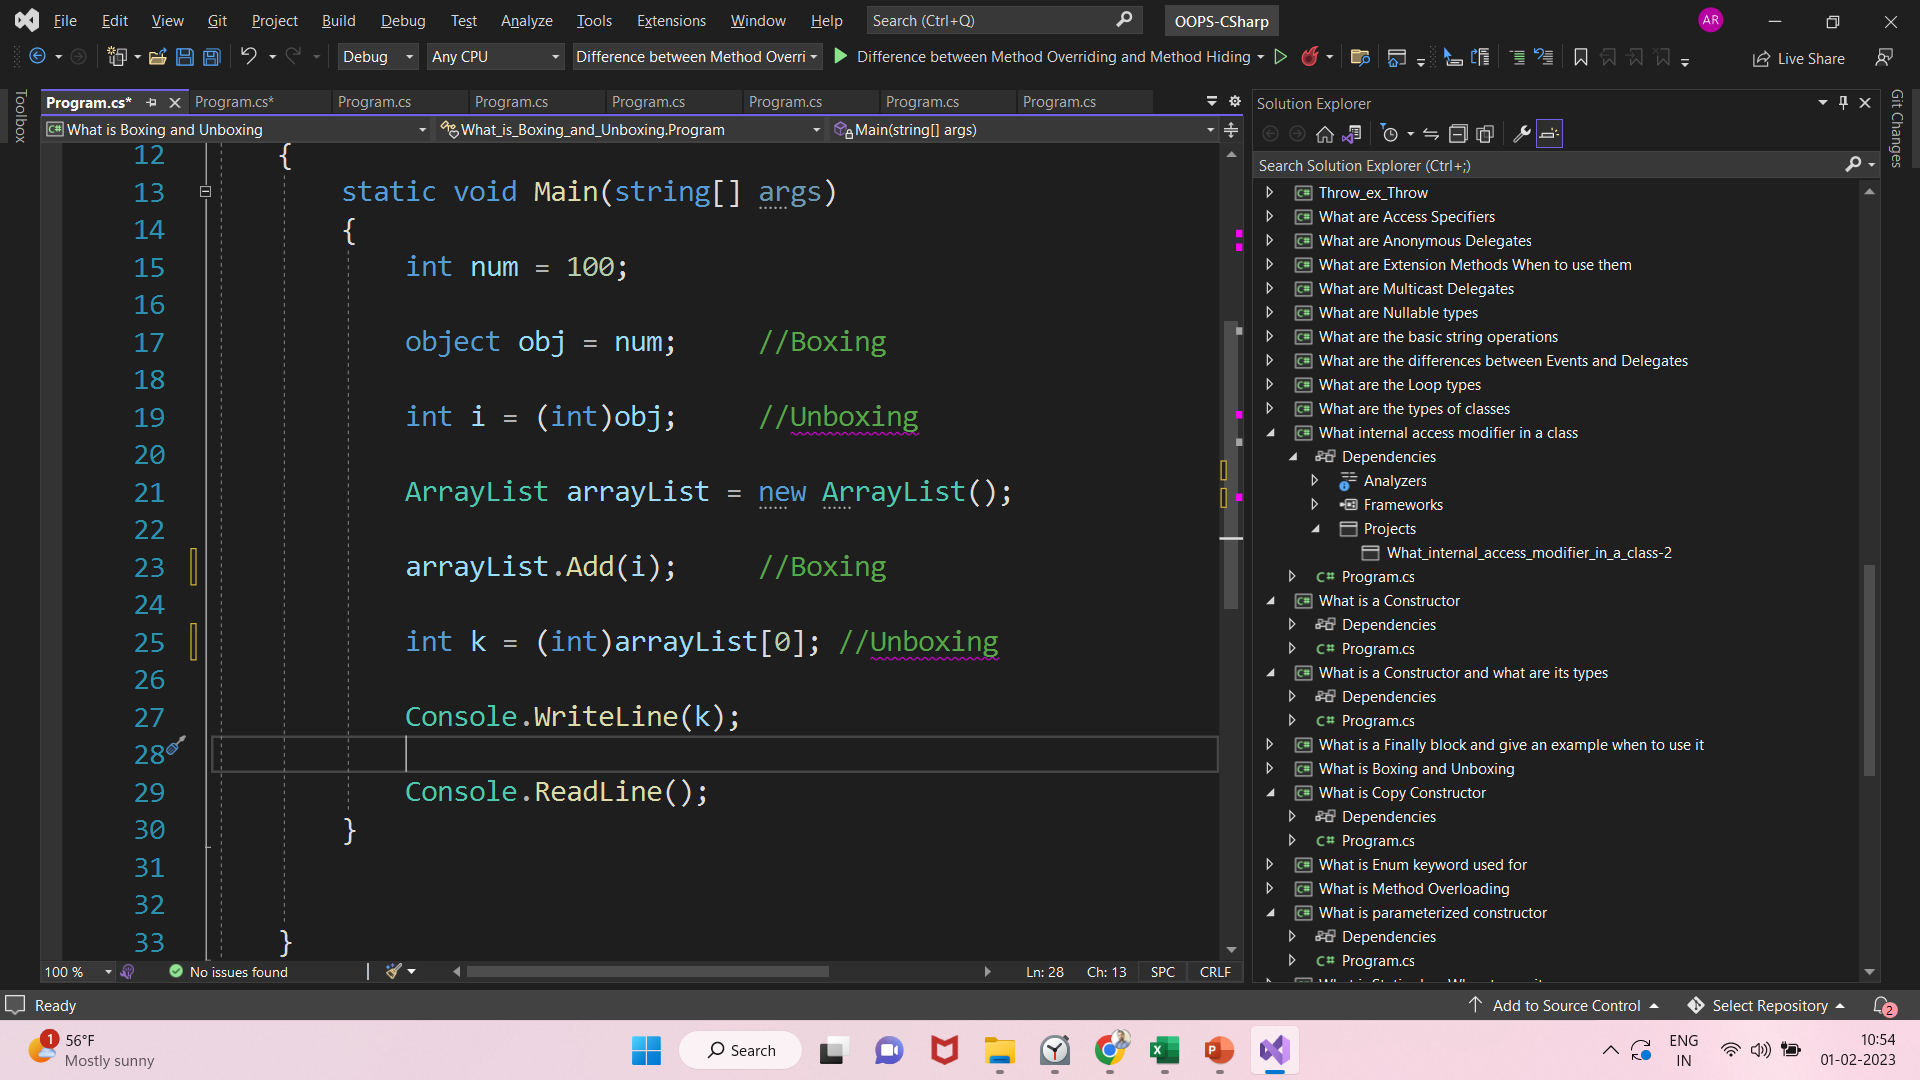 File Edit View Git Project Build Debug Test Analyze Tools Extensions Window Help Search (Ctrl+Q) OOPS-CSharp AR
Debug Any CPU Difference between Method Overri Difference between Method Overriding and Method Hiding Live Share
Toolbox
Program.cs* Program.cs* Program.cs Program.cs Program.cs Program.cs Program.cs Program.cs
What is Boxing and Unboxing What_is_Boxing_and_Unboxing.Program Main(string[] args)
12 {
13 static void Main(string[] args)
14 {
15 int num = 100;
16
17 object obj = num; //Boxing
18
19 int i = (int)obj; //Unboxing
20
21 ArrayList arrayList = new ArrayList();
22
23 arrayList.Add(i); //Boxing
24
25 int k = (int)arrayList[0]; //Unboxing
26
27 Console.WriteLine(k);
28
29 Console.ReadLine();
30 }
31
32
33 }
100 % No issues found Ln: 28 Ch: 13 SPC CRLF
Solution Explorer
Search Solution Explorer (Ctrl+;)
C# Throw_ex_Throw
C# What are Access Specifiers
C# What are Anonymous Delegates
C# What are Extension Methods When to use them
C# What are Multicast Delegates
C# What are Nullable types
C# What are the basic string operations
C# What are the differences between Events and Delegates
C# What are the Loop types
C# What are the types of classes
C# What internal access modifier in a class
Dependencies
Analyzers
Frameworks
Projects
What_internal_access_modifier_in_a_class-2
C# Program.cs
C# What is a Constructor
Dependencies
C# Program.cs
C# What is a Constructor and what are its types
Dependencies
C# Program.cs
C# What is a Finally block and give an example when to use it
C# What is Boxing and Unboxing
C# What is Copy Constructor
Dependencies
C# Program.cs
C# What is Enum keyword used for
C# What is Method Overloading
C# What is parameterized constructor
Dependencies
C# Program.cs
Git Changes
Ready Add to Source Control Select Repository 2
1 56°F
Mostly sunny
Search
ENG
IN
10:54
01-02-2023